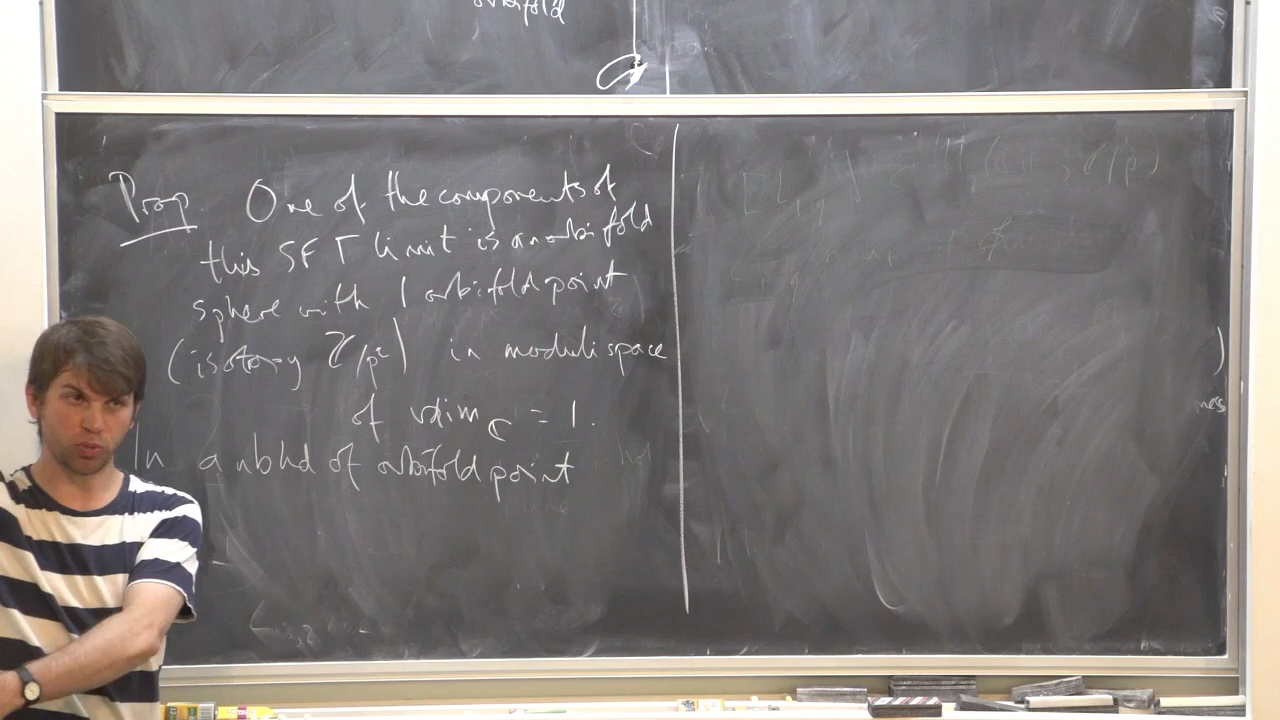 orbifold
Prop. One of the components of
this SFT limit is an orbifold
sphere with 1 orbifold point
(isotropy ℤ/p²) in moduli space
of vdim_ℂ = 1.
In a nbhd of orbifold point